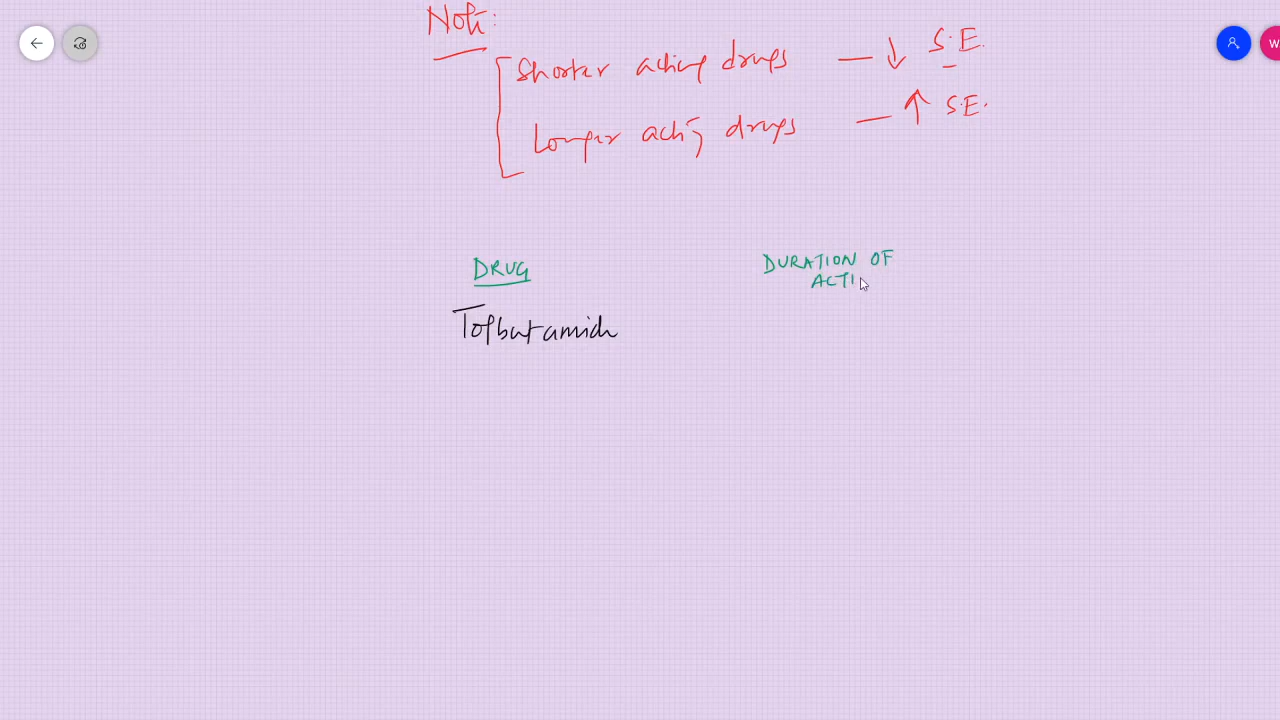 Note:
Shorter acting drugs — ↓ S.E.
Longer acting drugs — ↑ S.E.
DRUG
DURATION OF
ACTI
Tolbutamide
W